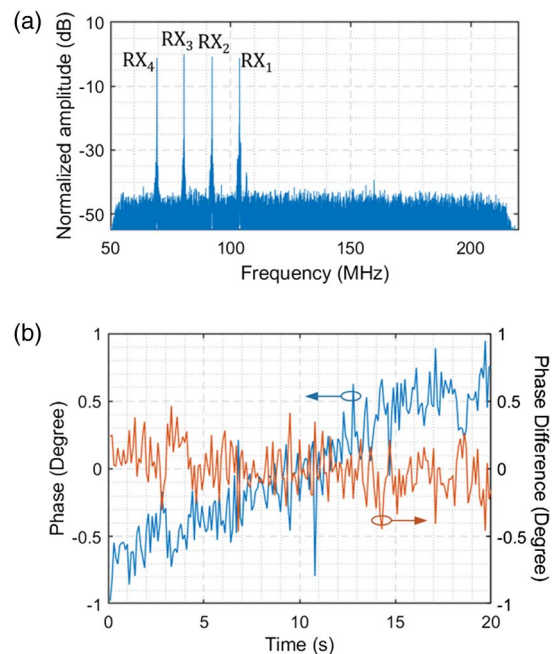 (a)
10
-10
-30
-50
Normalized amplitude (dB)
RX4
RX3
RX2
RX1
50
100
150
200
Frequency (MHz)
(b)
1
0.5
0
-0.5
-1
Phase (Degree)
1
0.5
0
-0.5
-1
Phase Difference (Degree)
0
5
10
15
20
Time (s)